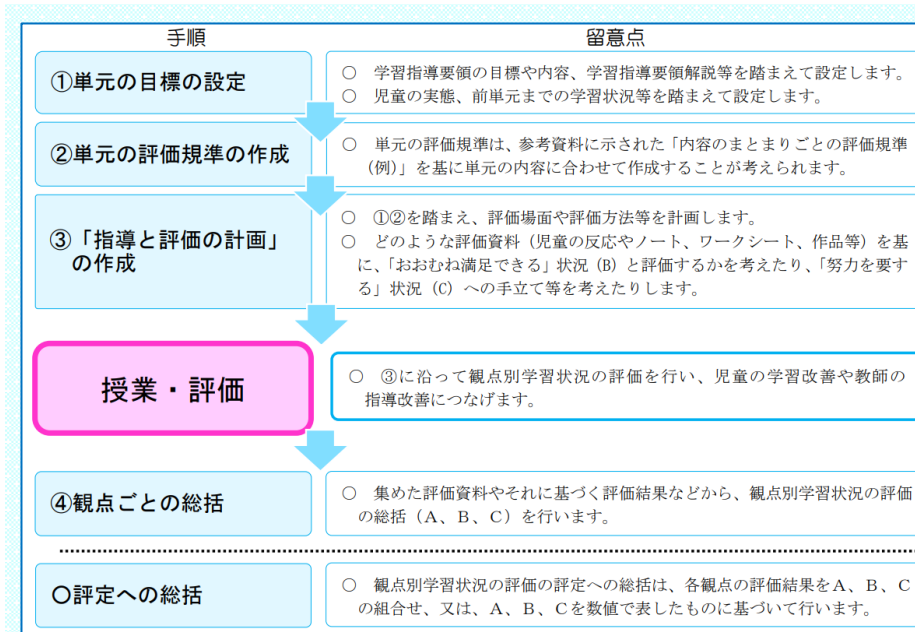 手順
留意点
①単元の目標の設定
○　学習指導要領の目標や内容、学習指導要領解説等を踏まえて設定します。
○　児童の実態、前単元までの学習状況等を踏まえて設定します。
②単元の評価規準の作成
○　単元の評価規準は、参考資料に示された「内容のまとまりごとの評価規準
（例）」を基に単元の内容に合わせて作成することが考えられます。
③「指導と評価の計画」
の作成
○　①②を踏まえ、評価場面や評価方法等を計画します。
○　どのような評価資料（児童の反応やノート、ワークシート、作品等）を基
に、「おおむね満足できる」状況（B）と評価するかを考えたり、「努力を要す
る」状況（C）への手立て等を考えたりします。
授業・評価
○　③に沿って観点別学習状況の評価を行い、児童の学習改善や教師の
指導改善につなげます。
④観点ごとの総括
○　集めた評価資料やそれに基づく評価結果などから、観点別学習状況の評価
の総括（Ａ、Ｂ、Ｃ）を行います。
○評定への総括
○　観点別学習状況の評価の評定への総括は、各観点の評価結果をＡ、Ｂ、Ｃ
の組合せ、又は、Ａ、Ｂ、Ｃを数値で表したものに基づいて行います。